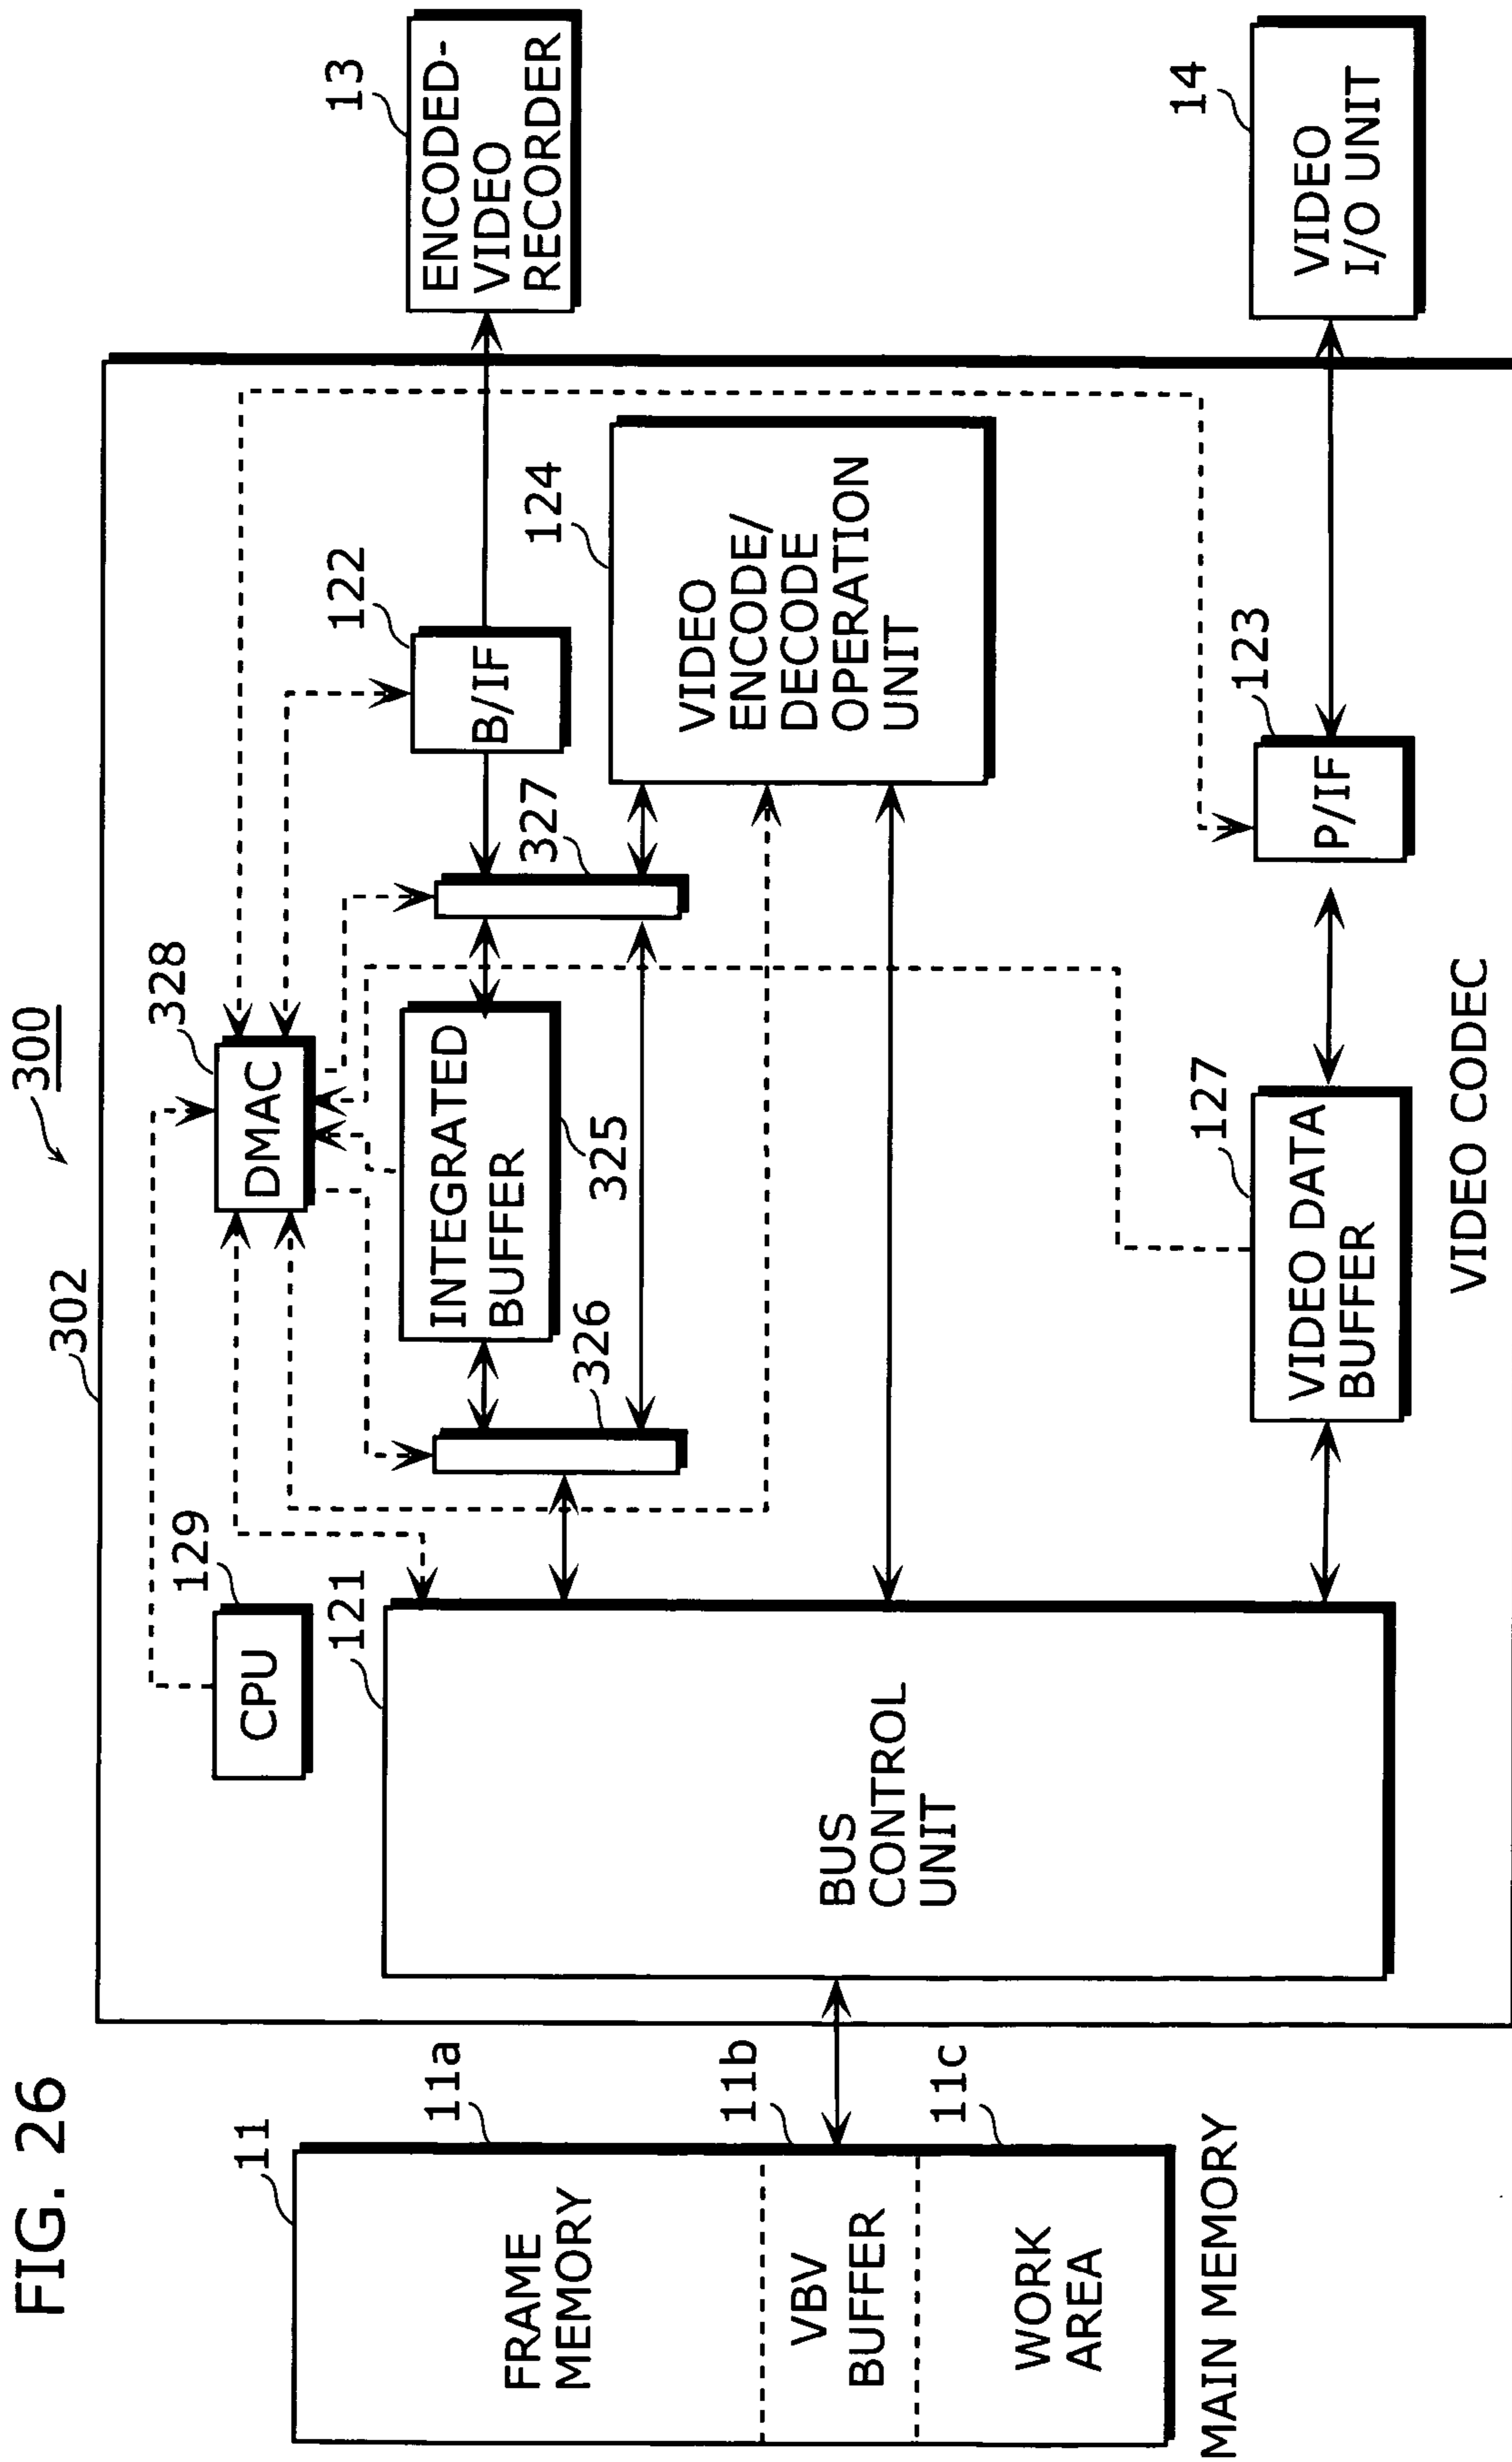 FIG. 26
300
302
11
11a
11b
11c
FRAME
MEMORY
VBV
BUFFER
WORK
AREA
MAIN MEMORY
129
CPU
121
BUS
CONTROL
UNIT
328
DMAC
INTEGRATED
BUFFER
325
326
327
122
B/IF
124
VIDEO
ENCODE/
DECODE
OPERATION
UNIT
127
VIDEO DATA
BUFFER
123
P/IF
VIDEO CODEC
13
ENCODED-
VIDEO
RECORDER
14
VIDEO
I/O UNIT